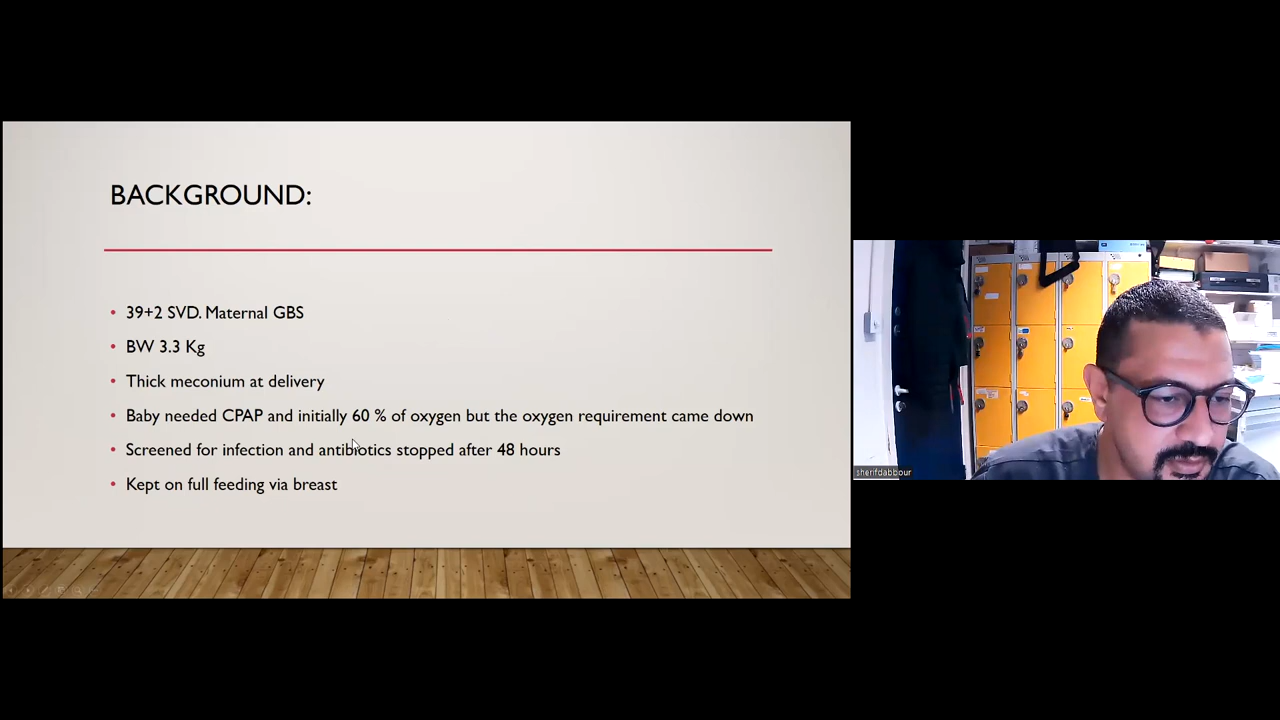 BACKGROUND:
39+2 SVD. Maternal GBS
BW 3.3 Kg
Thick meconium at delivery
Baby needed CPAP and initially 60 % of oxygen but the oxygen requirement came down
Screened for infection and antibiotics stopped after 48 hours
Kept on full feeding via breast
sherifdabbour